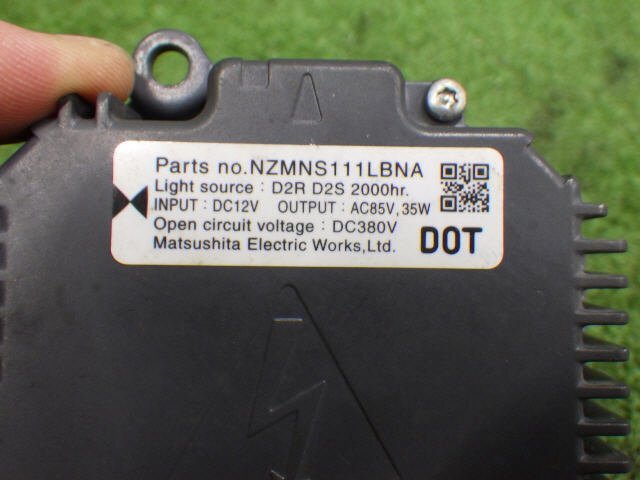 Parts no.NZMNS111LBNA
Light source : D2R D2S 2000hr.
INPUT : DC12V OUTPUT : AC85V,35W
Open circuit voltage : DC380V
Matsushita Electric Works,Ltd.
DOT